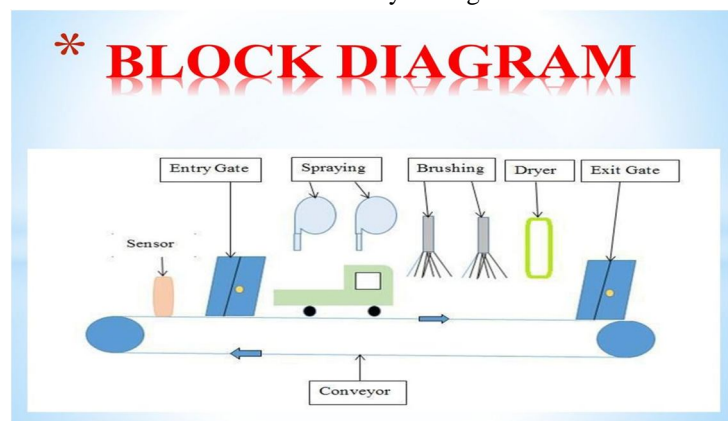 * BLOCK DIAGRAM
Entry Gate
Spraying
Brushing
Dryer
Exit Gate
Sensor
Conveyor